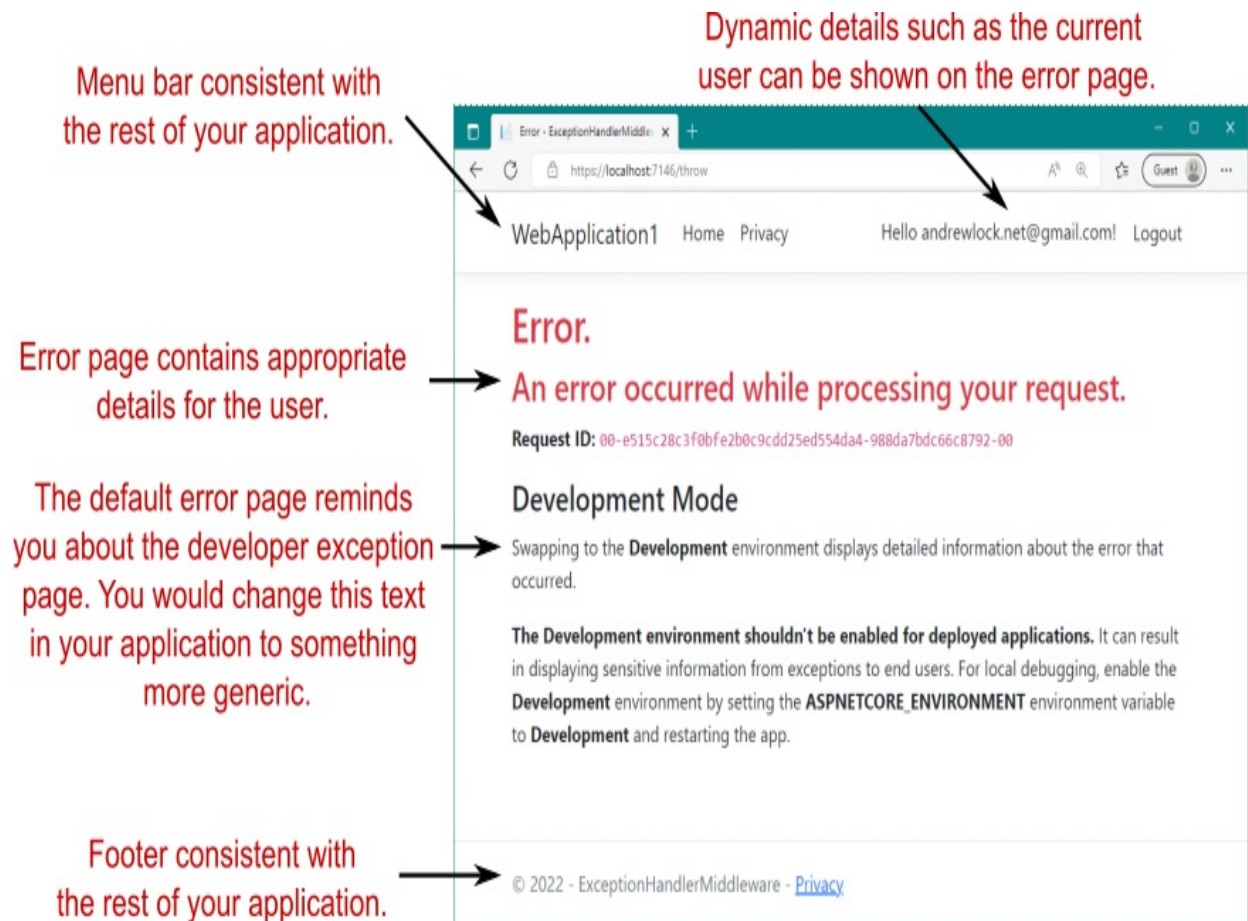 Dynamic details such as the current
user can be shown on the error page.
Menu bar consistent with
the rest of your application.
Error - ExceptionHandlerMiddle
https://localhost:7146/throw
Guest
WebApplication1 Home Privacy Hello andrewlock.net@gmail.com! Logout
Error.
Error page contains appropriate
details for the user.
An error occurred while processing your request.
Request ID: 00-e515c28c3f0bfe2b0c9cdd25ed554da4-988da7bdc66c8792-00
The default error page reminds
you about the developer exception
page. You would change this text
in your application to something
more generic.
Development Mode
Swapping to the Development environment displays detailed information about the error that
occurred.
The Development environment shouldn't be enabled for deployed applications. It can result
in displaying sensitive information from exceptions to end users. For local debugging, enable the
Development environment by setting the ASPNETCORE_ENVIRONMENT environment variable
to Development and restarting the app.
Footer consistent with
the rest of your application.
© 2022 - ExceptionHandlerMiddleware - Privacy